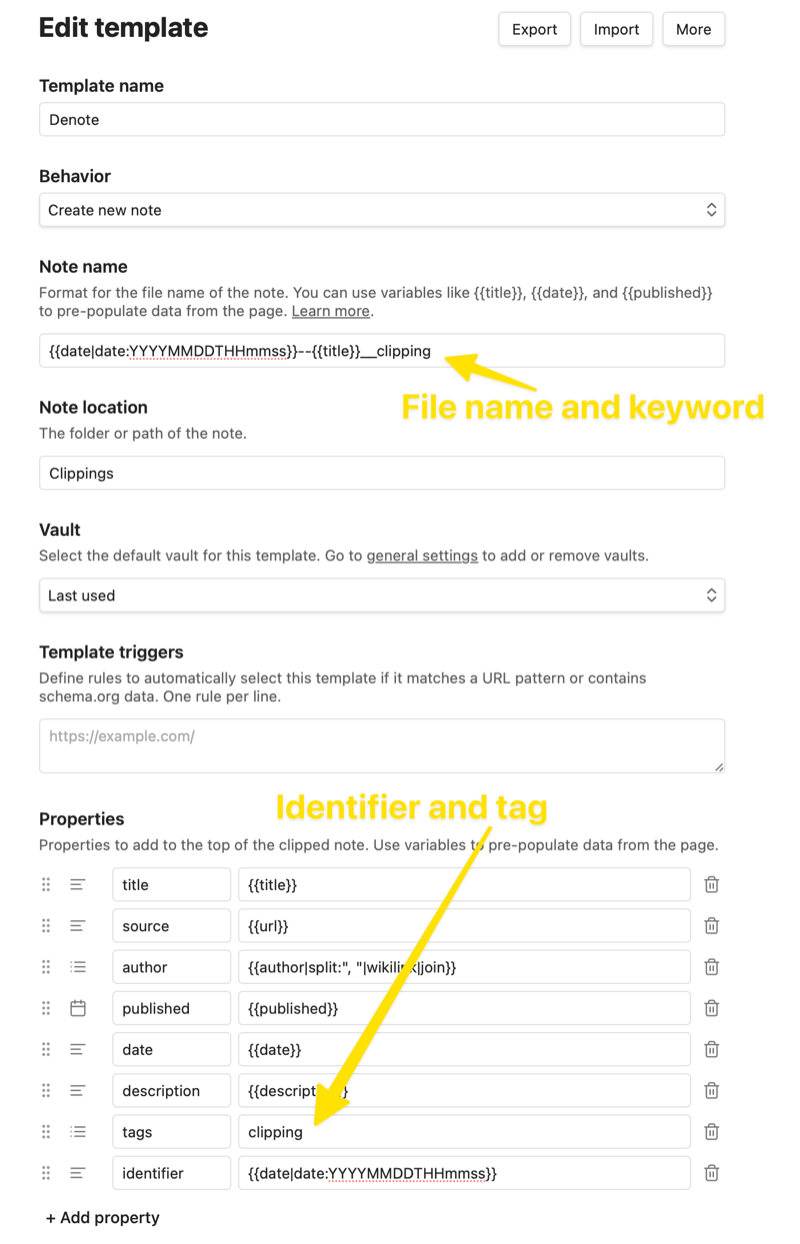 Edit template
Export
Import
More
Template name
Denote
Behavior
Create new note
Note name
Format for the file name of the note. You can use variables like {{title}}, {{date}}, and {{published}}
to pre-populate data from the page. Learn more.
{{date|date:YYYYMMDDTHHmmss}}--{{title}}__clipping
File name and keyword
Note location
The folder or path of the note.
Clippings
Vault
Select the default vault for this template. Go to general settings to add or remove vaults.
Last used
Template triggers
Define rules to automatically select this template if it matches a URL pattern or contains
schema.org data. One rule per line.
https://example.com/
Identifier and tag
Properties
Properties to add to the top of the clipped note. Use variables to pre-populate data from the page.
title
{{title}}
source
{{url}}
author
{{author|split:", "|wikilink|join}}
published
{{published}}
date
{{date}}
description
{{description}}
tags
clipping
identifier
{{date|date:YYYYMMDDTHHmmss}}
+ Add property